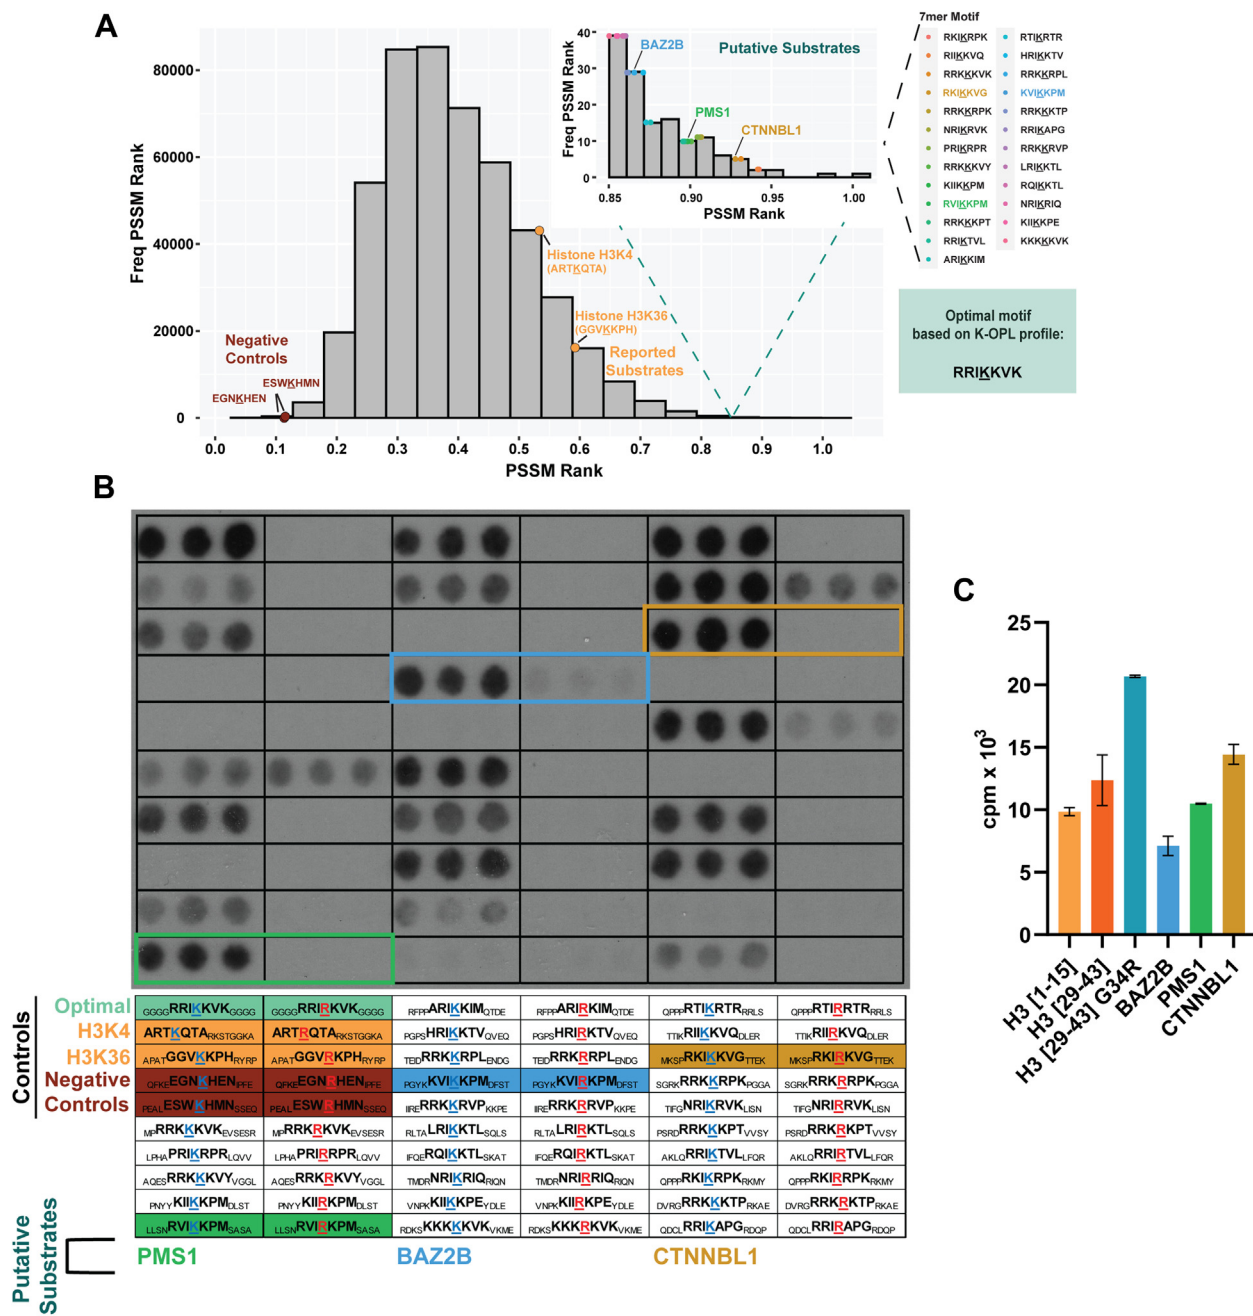 A
Freq PSSM Rank
80000
60000
40000
20000
0
0.0 0.1 0.2 0.3 0.4 0.5 0.6 0.7 0.8 0.9 1.0
PSSM Rank
Negative
Controls
ESWKHMN
EGNKHEN
Histone H3K4
(ARTKQTA)
Histone H3K36
(GGVKKPH)
Reported
Substrates
Freq PSSM Rank
40
30
20
10
0
0.85 0.90 0.95 1.00
PSSM Rank
BAZ2B
Putative Substrates
PMS1
CTNNBL1
7mer Motif
RKIKRPK RTIKRTR
RIIKKVQ HRIKKTV
RRKKKVK RRKKRPL
RKIKKVG KVIKKPM
RRKKRPK RRKKKTP
NRIKRVK RRIKAPG
PRIKRPR RRKKRVP
RRKKKVY LRIKKTL
KIIKKPM RQIKKTL
RVIKKPM NRIKRIQ
RRKKKPT KIIKKPE
RRIKTVL KKKKKVK
ARIKKIM
Optimal motif
based on K-OPL profile:
RRIKKVK
B
Controls
Optimal
H3K4
H3K36
Negative
Controls
Putative
Substrates
GGGGRRIKKVKGGGG GGGGRRIRKVKGGGG RFPPARIKKIMQTDE RFPPARIRKIMQTDE QPPPRTIKRTRRRLS QPPPRTIRRTRRRLS
ARTKQTARKSTGGKA ARTRQTARKSTGGKA PGPSHRIKKTVQVEQ PGPSHRIRKTVQVEQ TTIKRIIKKVQDLER TTIKRIIRKVQDLER
APATGGVKKPHRYRP APATGGVRKPHRYRP TEIDRRKKRPLENDG TEIDRRKRRPLENDG MKSPRKIKKVGTTEK MKSPRKIRKVGTTEK
QFKEEGNKHENIPFE QFKEEGNRHENIPFE PGYKKVIKKPMDFST PGYKKVIRKPMDFST SGRKRRKKRPKPGGA SGRKRRKRRPKPGGA
PEALESWKHMNSSEQ PEALESWRHMNSSEQ IIRERRKKRVPKKPE IIRERRKRRVPKKPE TIFGNRIKRVKLISN TIFGNRIRRVKLISN
MPRRKKKVKEVSESR MPRRKRKVKEVSESR RLTALRIKKTLSQLS RLTALRIRKTLSQLS PSRDRRKKKPTVVSY PSRDRRKRKPTVVSY
LPHAPRIKRPRLQVV LPHAPRIRRPRLQVV IFQERQIKKTLSKAT IFQERQIRKTLSKAT AKLQRRIKTVLLFQR AKLQRRIRTVLLFQR
AQESRRKKKVYVGGL AQESRRKRKVYVGGL TMDRNRIKRIQRIQN TMDRNRIRRIQRIQN QPPPRKIKRPKRKMY QPPPRKIRRPKRKMY
PNYYKIIKKPMDLST PNYYKIIRKPMDLST VNPKKIIKKPEYDLE VNPKKIIRKPEYDLE DVRGRRKKKTPRKAE DVRGRRKRKTPRKAE
LLSNRVIKKPMSASA LLSNRVIRKPMSASA RDKSKKKKKVKVKME RDKSKKKRKVKVKME QDCLRRIKAPGRDQP QDCLRRIRAPGRDQP
PMS1 BAZ2B CTNNBL1
C
cpm x 10³
25
20
15
10
5
0
H3 [1-15]
H3 [29-43]
H3 [29-43] G34R
BAZ2B
PMS1
CTNNBL1